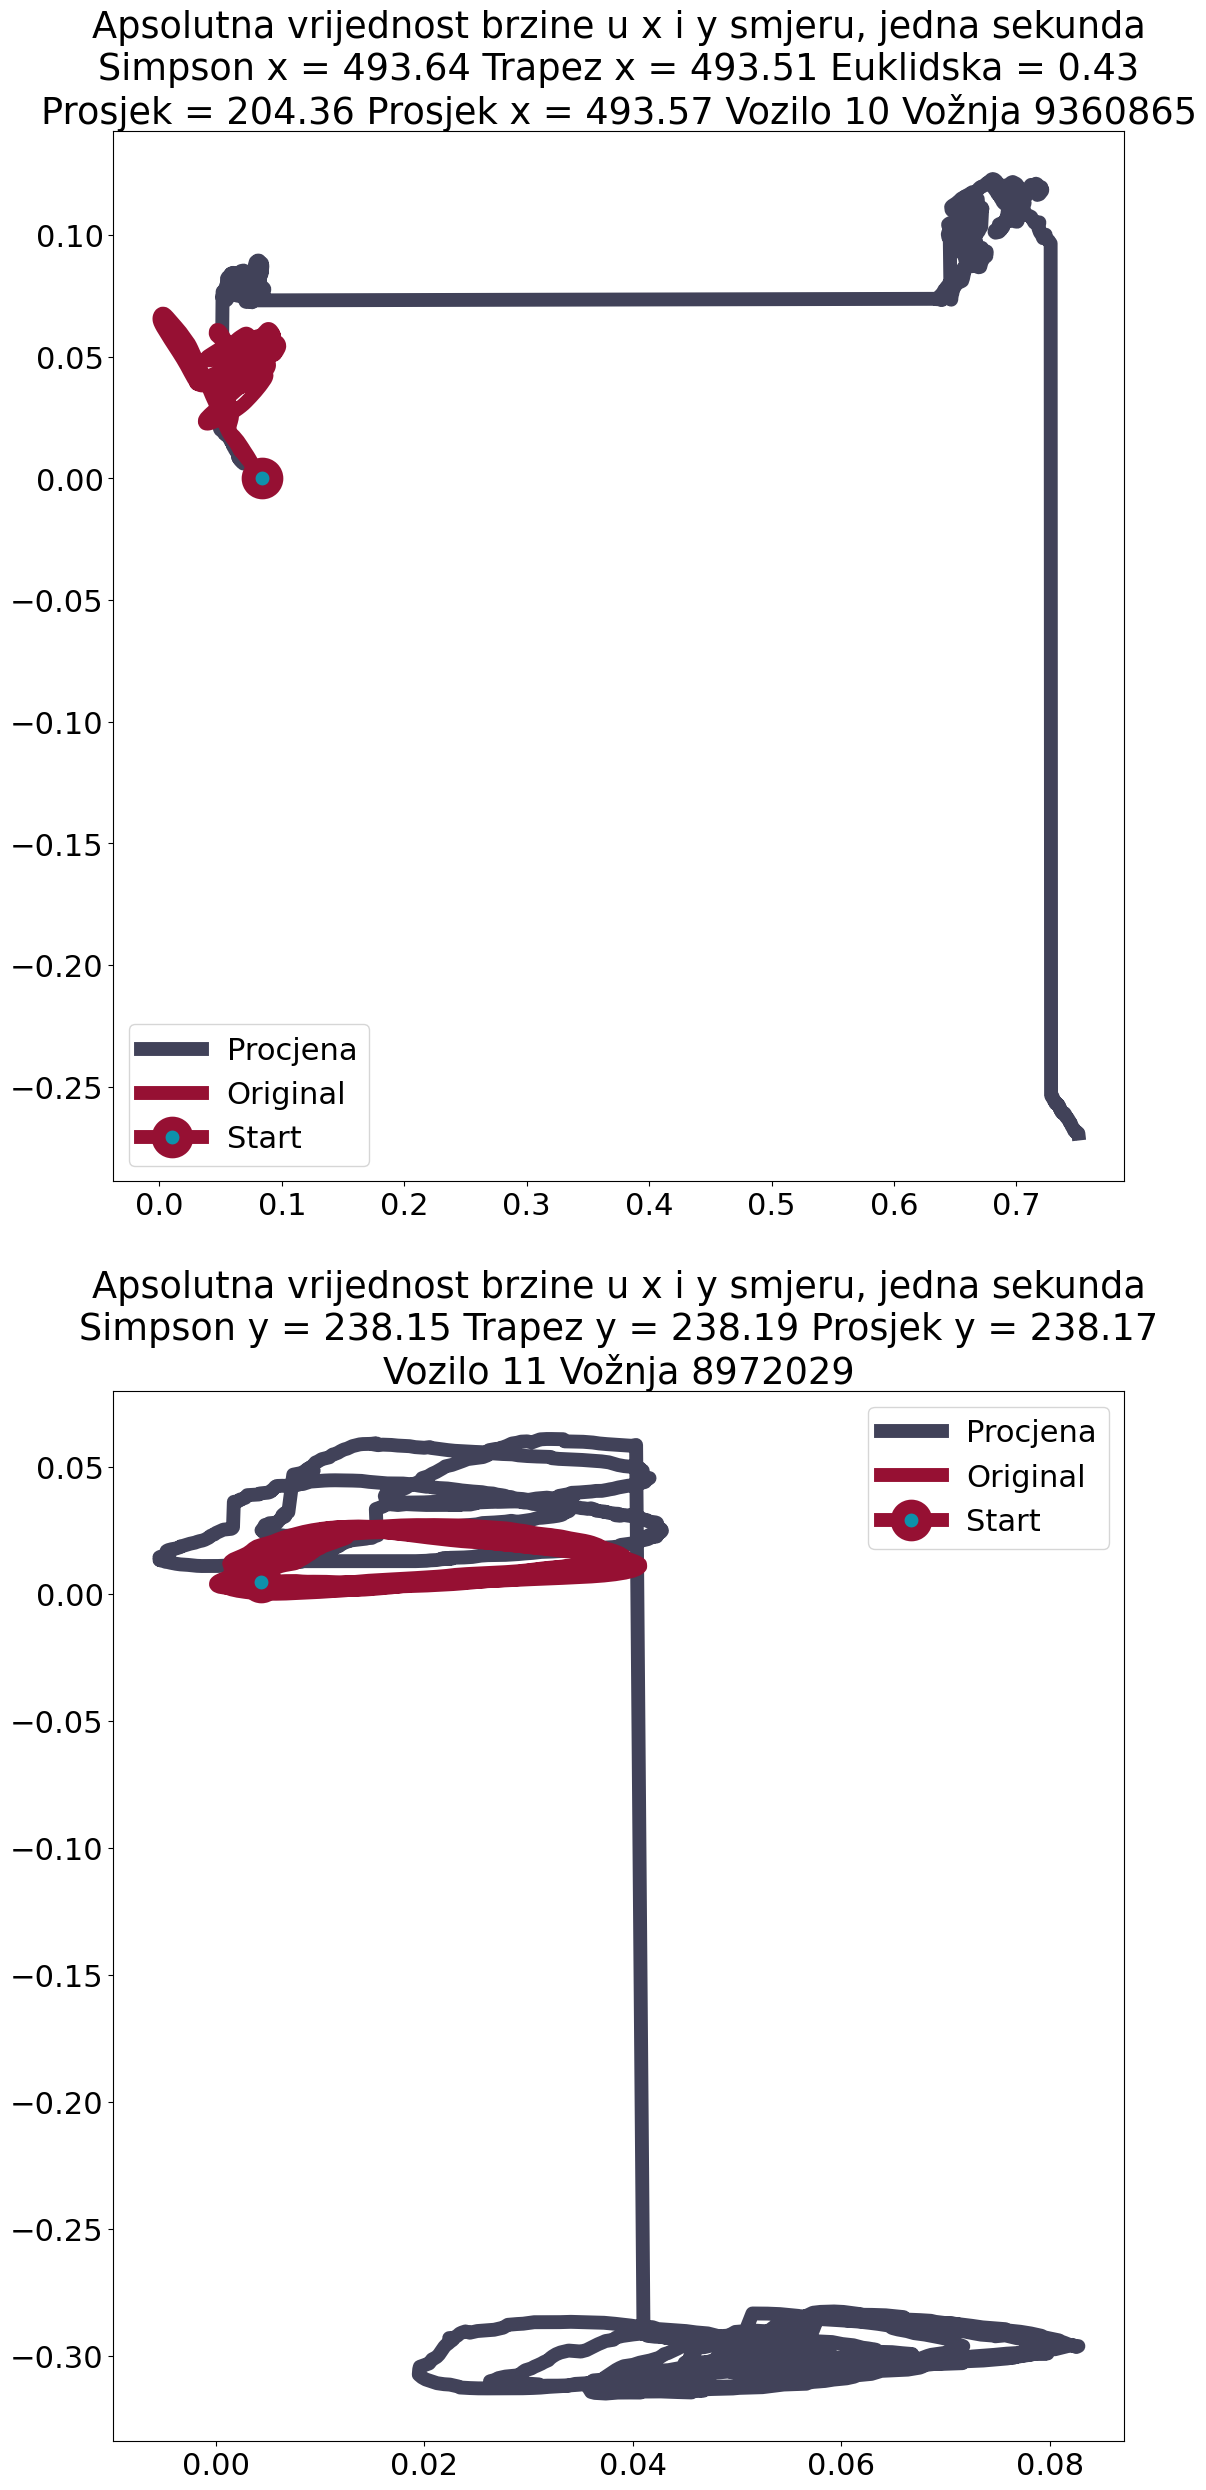 Apsolutna vrijednost brzine u x i y smjeru, jedna sekunda
Simpson x = 493.64 Trapez x = 493.51 Euklidska = 0.43
Prosjek = 204.36 Prosjek x = 493.57 Vozilo 10 Vožnja 9360865
0.10
0.05
0.00
−0.05
−0.10
−0.15
−0.20
−0.25
Procjena
Original
Start
0.0 0.1 0.2 0.3 0.4 0.5 0.6 0.7
Apsolutna vrijednost brzine u x i y smjeru, jedna sekunda
Simpson y = 238.15 Trapez y = 238.19 Prosjek y = 238.17
Vozilo 11 Vožnja 8972029
Procjena
Original
Start
0.05
0.00
−0.05
−0.10
−0.15
−0.20
−0.25
−0.30
0.00 0.02 0.04 0.06 0.08